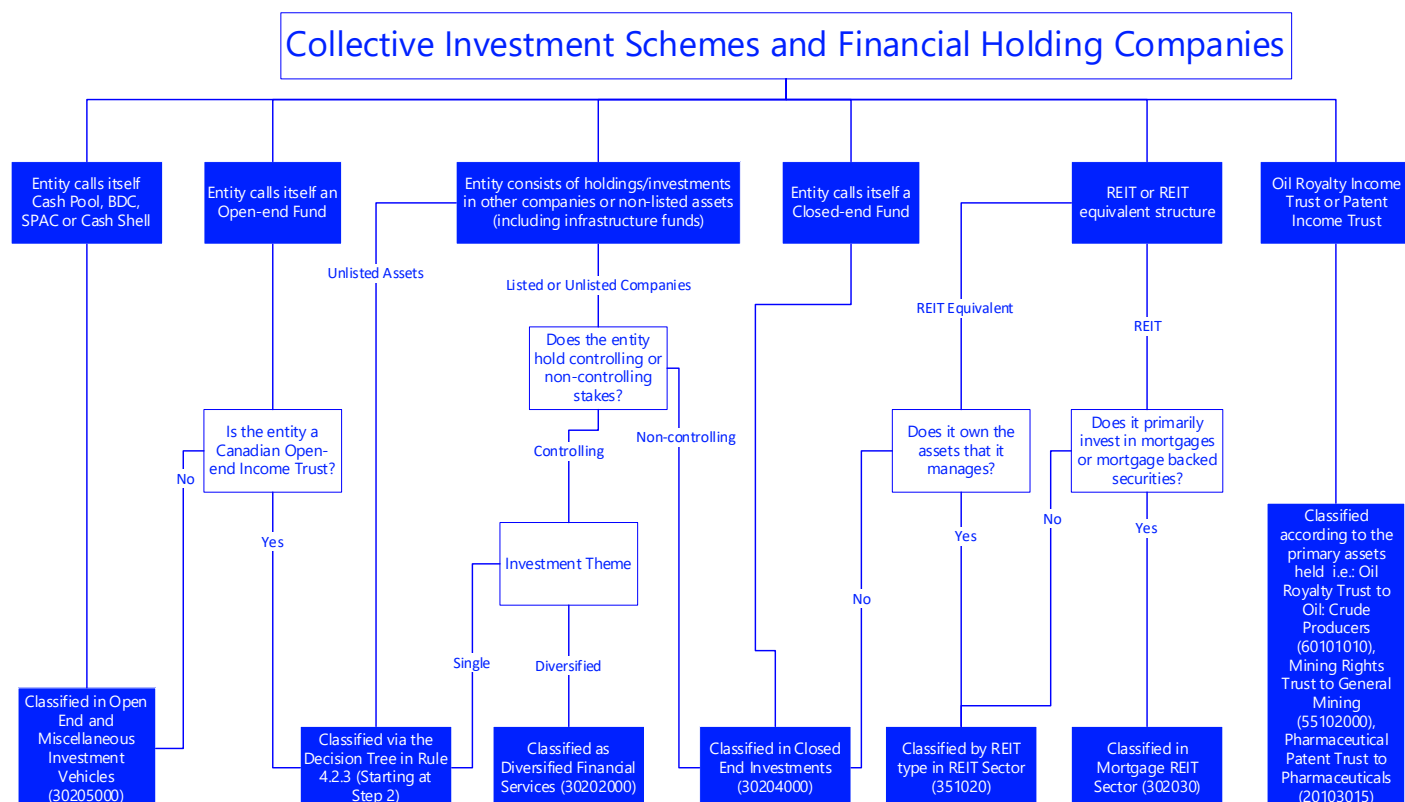 Collective Investment Schemes and Financial Holding Companies
Entity calls itself
Cash Pool, BDC,
SPAC or Cash Shell
Entity calls itself an
Open-end Fund
Entity consists of holdings/investments
in other companies or non-listed assets
(including infrastructure funds)
Entity calls itself a
Closed-end Fund
REIT or REIT
equivalent structure
Oil Royalty Income
Trust or Patent
Income Trust
Unlisted Assets
Listed or Unlisted Companies
REIT Equivalent
REIT
Does the entity
hold controlling or
non-controlling
stakes?
Is the entity a
Canadian Open-
end Income Trust?
Controlling
Non-controlling
Does it own the
assets that it
manages?
Does it primarily
invest in mortgages
or mortgage backed
securities?
No
Yes
Yes
No
Yes
Investment Theme
No
Single
Diversified
Classified in Open
End and
Miscellaneous
Investment
Vehicles
(30205000)
Classified via the
Decision Tree in Rule
4.2.3 (Starting at
Step 2)
Classified as
Diversified Financial
Services (30202000)
Classified in Closed
End Investments
(30204000)
Classified by REIT
type in REIT Sector
(351020)
Classified in
Mortgage REIT
Sector (302030)
Classified
according to the
primary assets
held i.e.: Oil
Royalty Trust to
Oil: Crude
Producers
(60101010),
Mining Rights
Trust to General
Mining
(55102000),
Pharmaceutical
Patent Trust to
Pharmaceuticals
(20103015)